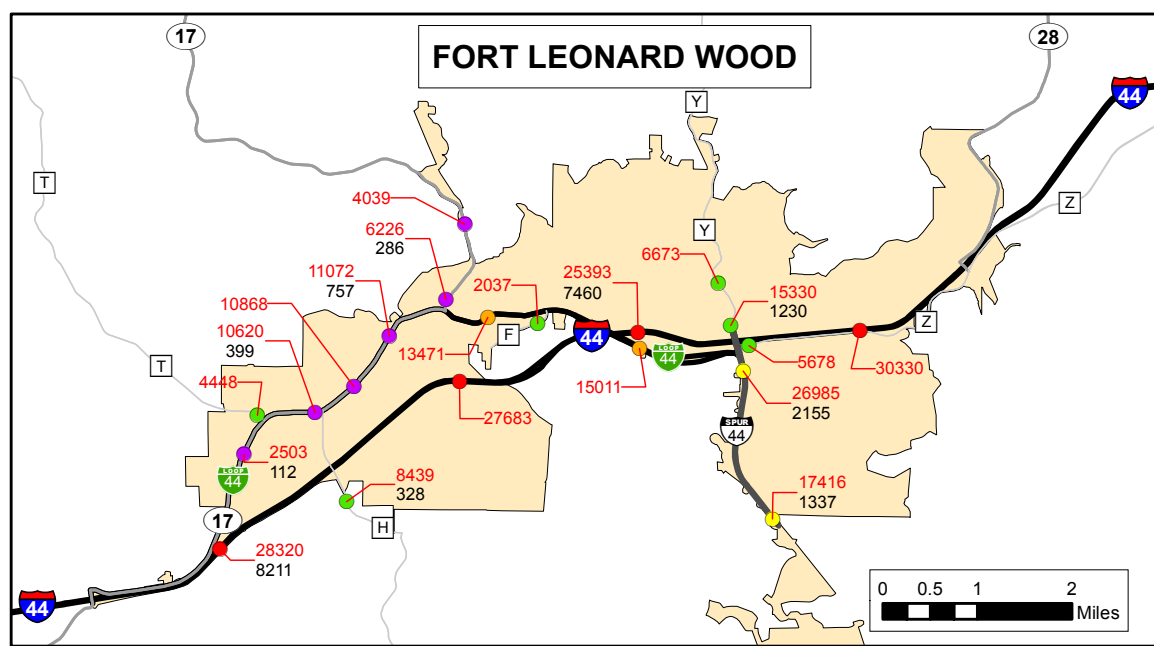 FORT LEONARD WOOD
17
28
44
Y
T
Z
4039
6226
286
Y
6673
25393
7460
11072
757
2037
15330
1230
10868
Z
13471
F
44
10620
399
LOOP
44
5678
30330
T
4448
15011
26985
2155
27683
SPUR
44
2503
112
LOOP
44
8439
328
17416
1337
17
H
28320
8211
44
0 0.5 1 2
Miles